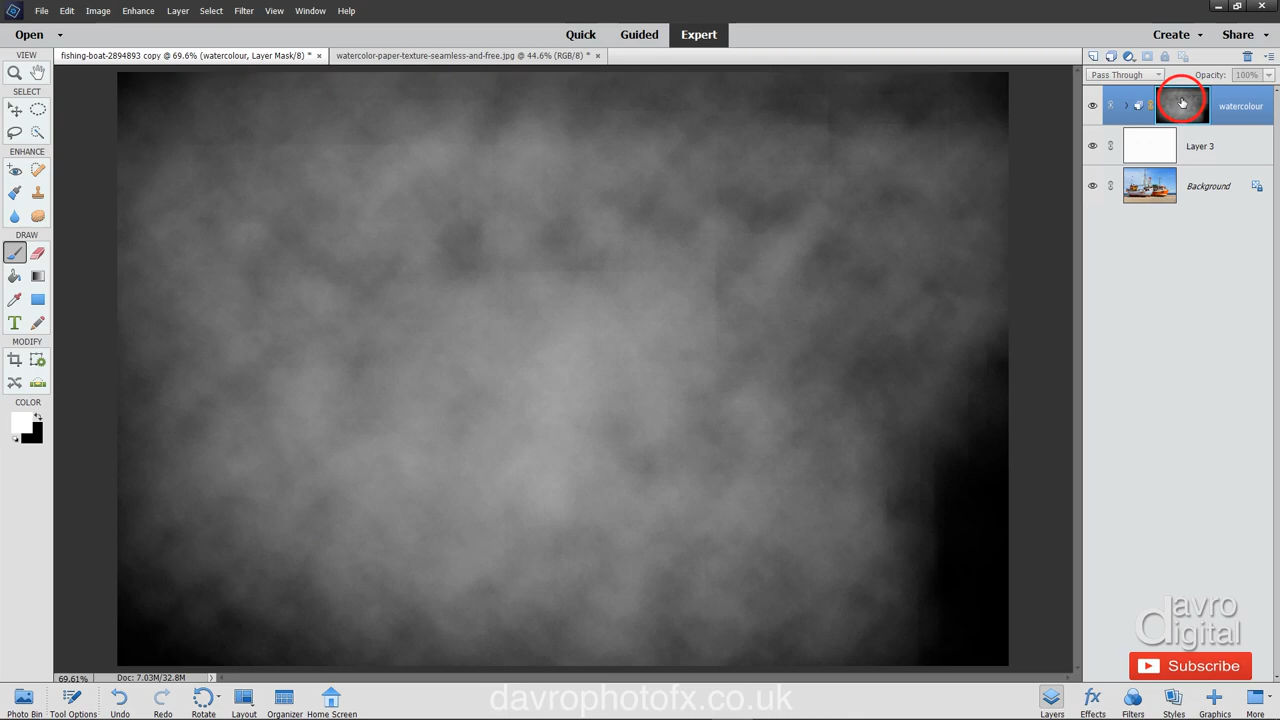 File Edit Image Enhance Layer Select Filter View Window Help
Open Quick Guided Expert Create Share
VIEW fishing-boat-2894893 copy @ 69.6% (watercolour, Layer Mask/8) * × watercolor-paper-texture-seamless-and-free.jpg @ 44.6% (RGB/8) * ×
Pass Through Opacity: 100%
SELECT
watercolour
Layer 3
ENHANCE
Background
DRAW
T
MODIFY
COLOR
davro
digital
Subscribe
69.61% Doc: 7.03M/32.8M
davrophotofx.co.uk
Photo Bin Tool Options Undo Redo Rotate Layout Organizer Home Screen Layers Effects Filters Styles Graphics More